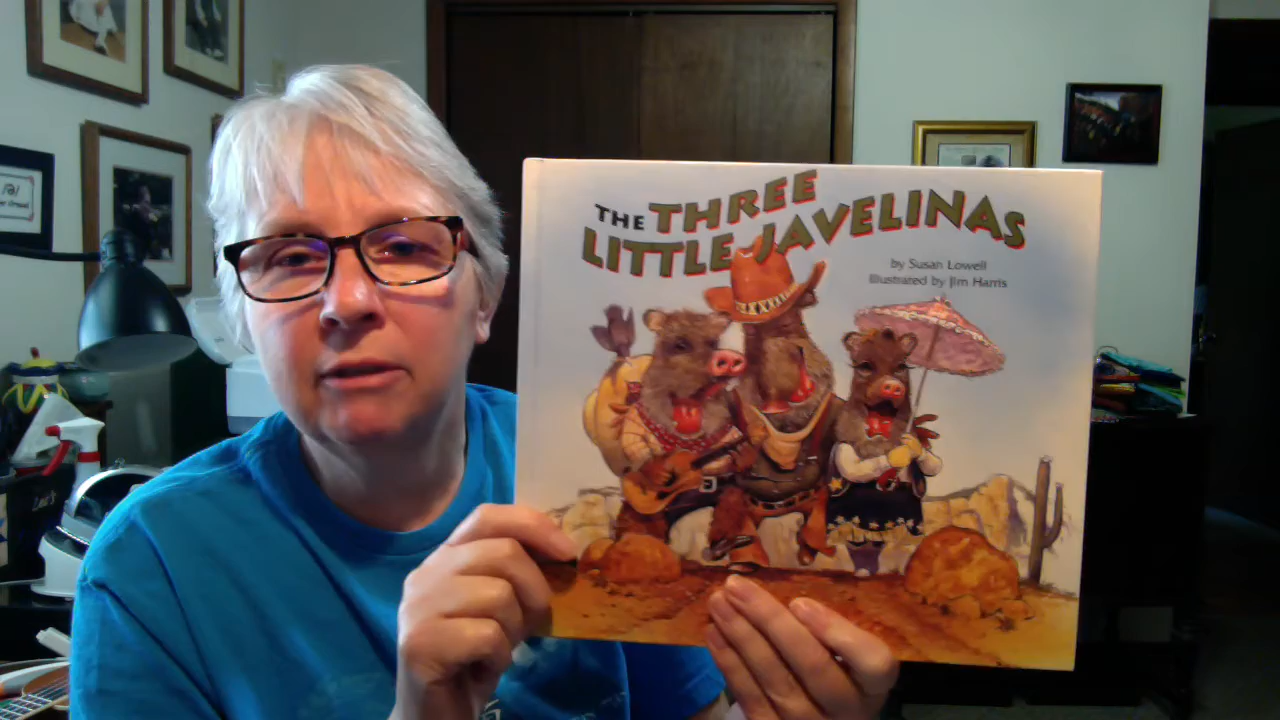 THE THREE
LITTLE JAVELINAS
by Susan Lowell
Illustrated by Jim Harris
/ə/